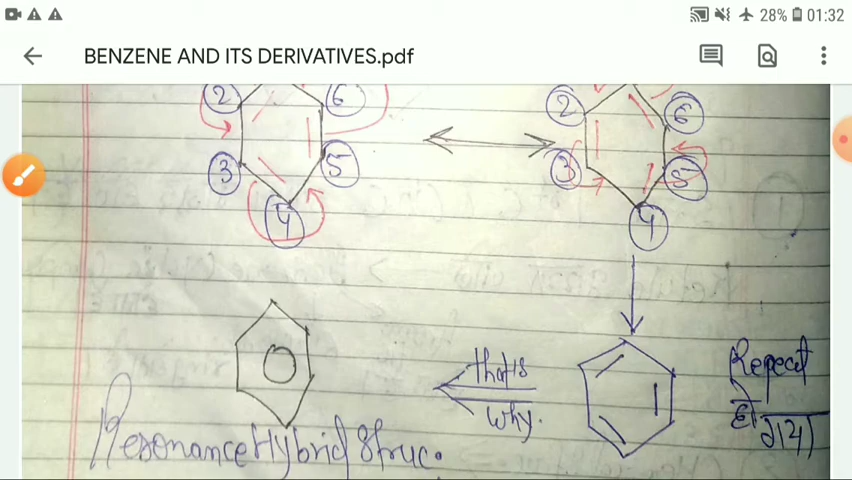 28% 01:32
BENZENE AND ITS DERIVATIVES.pdf
2 6 2 6
3 5 3 5
4 4
that is
why.
Repeat
Resonance Hybrid Struc.